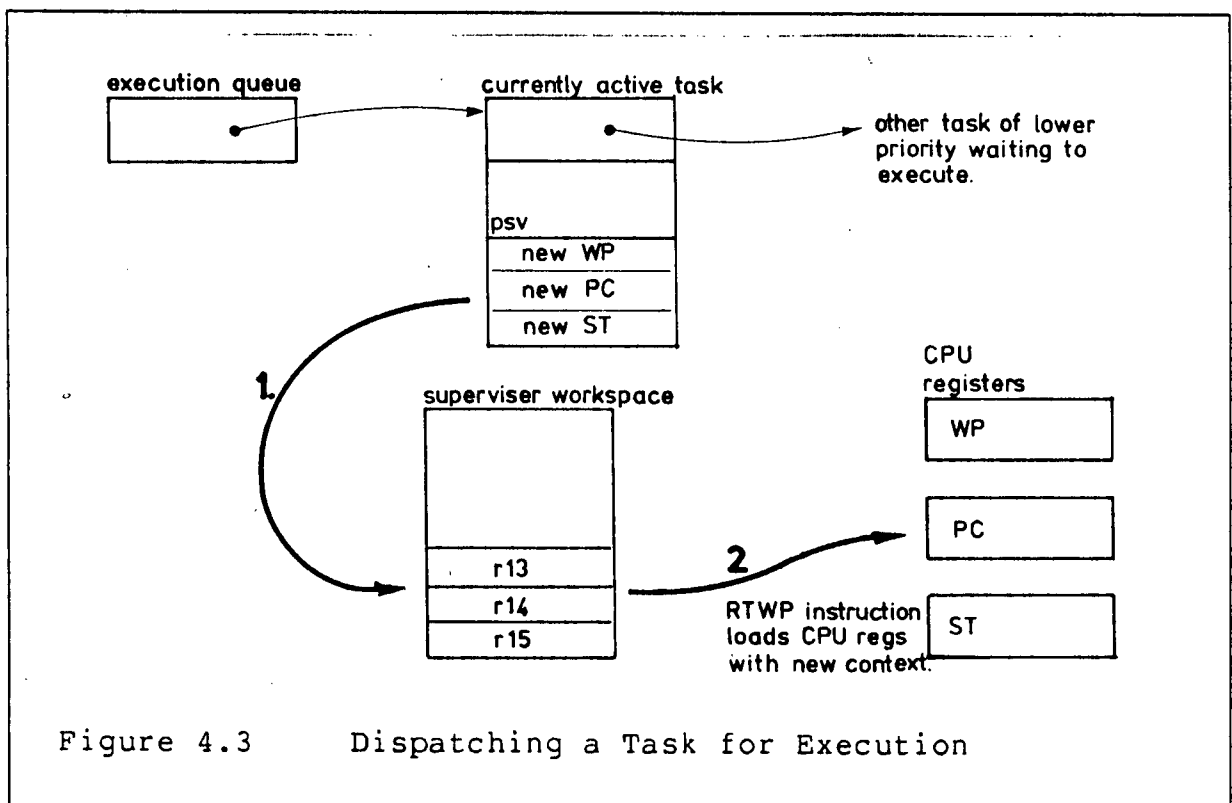 execution queue
currently active task
other task of lower
priority waiting to
execute.
psv
new WP
new PC
new ST
1.
superviser workspace
r13
r14
r15
2
RTWP instruction
loads CPU regs
with new context.
CPU
registers
WP
PC
ST
Figure 4.3 Dispatching a Task for Execution